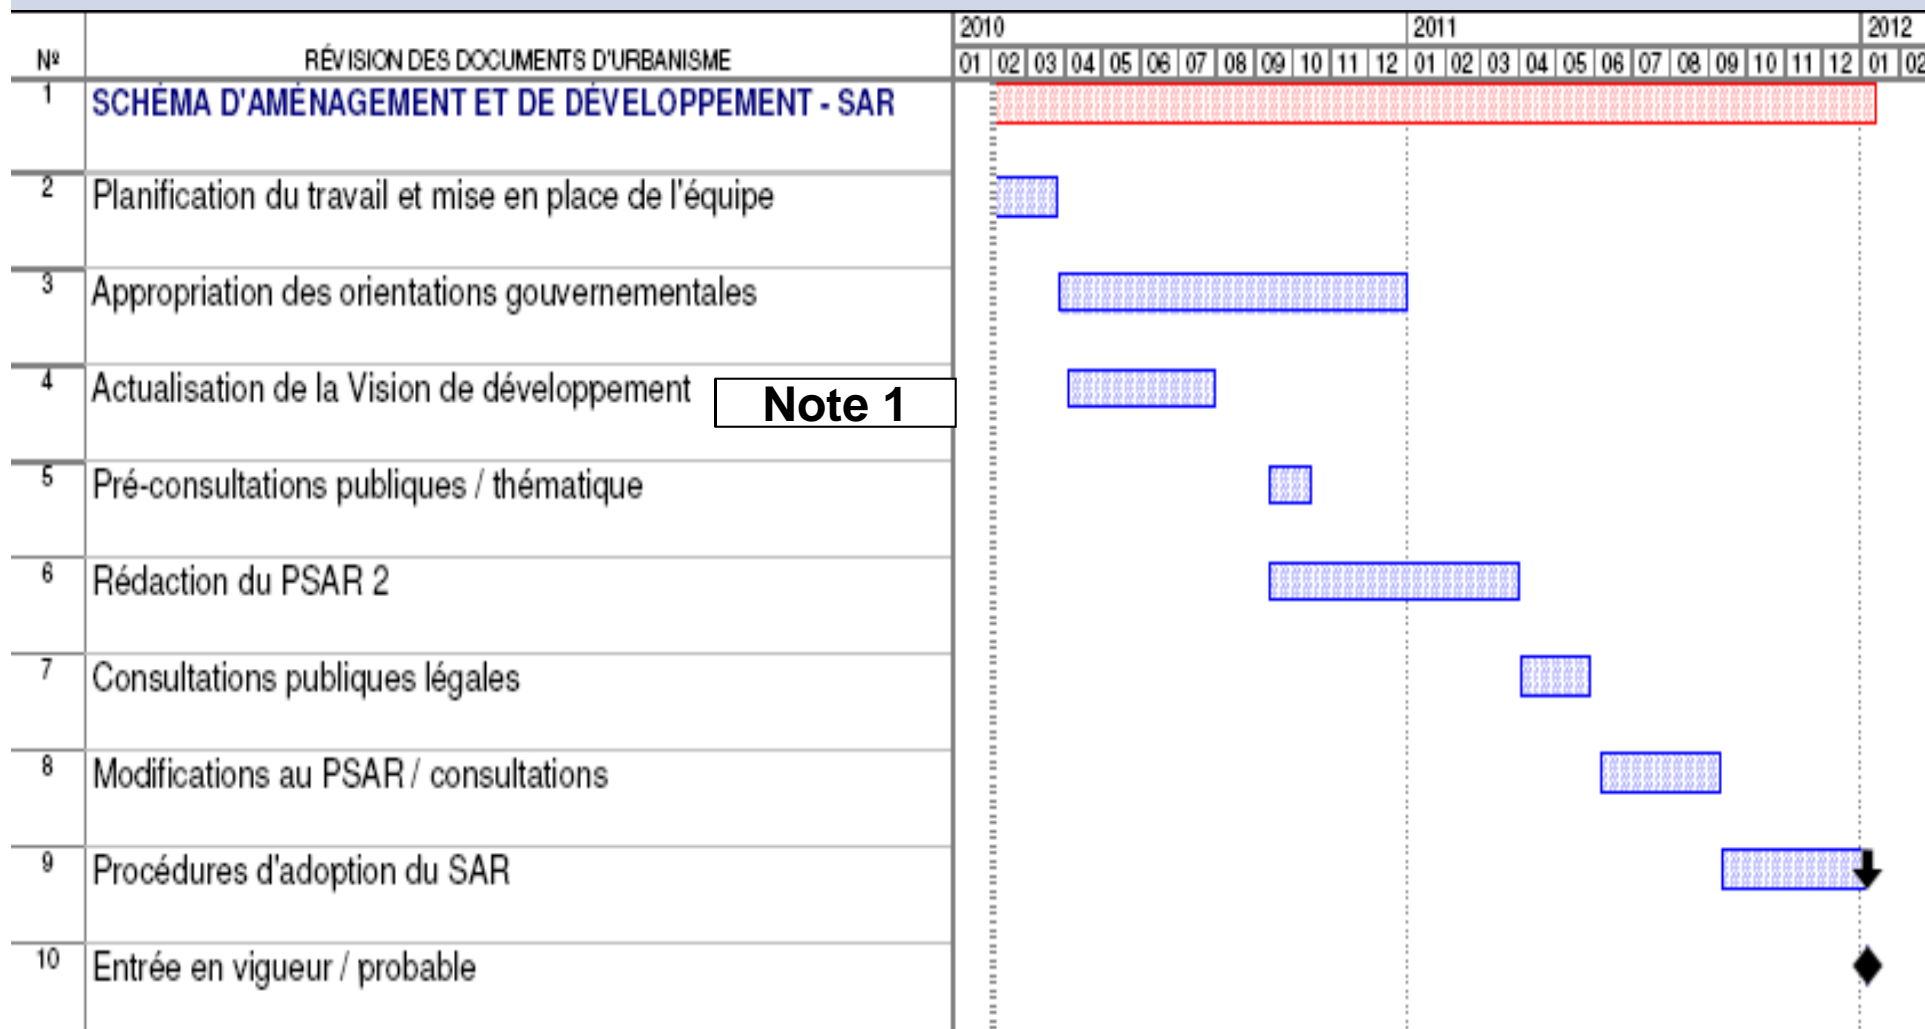 2010 2011 2012
Nº RÉVISION DES DOCUMENTS D'URBANISME 01 02 03 04 05 06 07 08 09 10 11 12 01 02 03 04 05 06 07 08 09 10 11 12 01 02
1 SCHÉMA D'AMÉNAGEMENT ET DE DÉVELOPPEMENT - SAR
2 Planification du travail et mise en place de l'équipe
3 Appropriation des orientations gouvernementales
4 Actualisation de la Vision de développement Note 1
5 Pré-consultations publiques / thématique
6 Rédaction du PSAR 2
7 Consultations publiques légales
8 Modifications au PSAR / consultations
9 Procédures d'adoption du SAR
10 Entrée en vigueur / probable